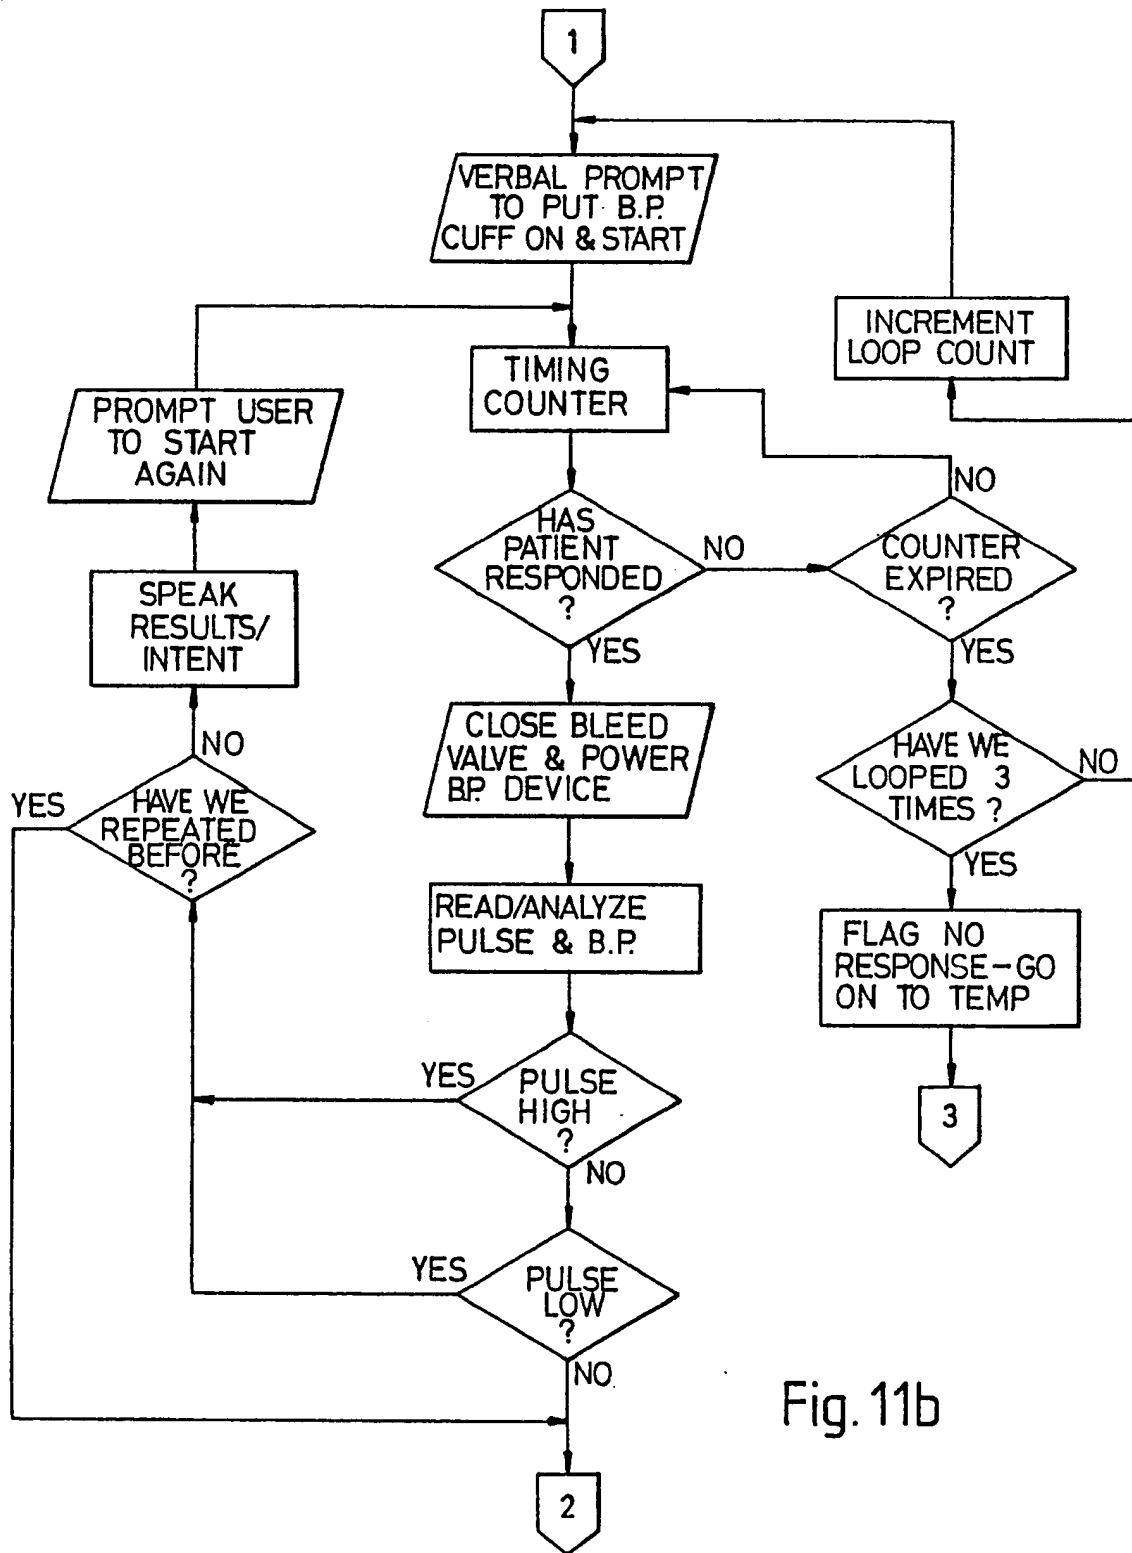 1
VERBAL PROMPT
TO PUT B.P.
CUFF ON & START
INCREMENT
LOOP COUNT
TIMING
COUNTER
PROMPT USER
TO START
AGAIN
NO
HAS
PATIENT
RESPONDED
?
NO
COUNTER
EXPIRED
?
YES
YES
SPEAK
RESULTS/
INTENT
CLOSE BLEED
VALVE & POWER
B.P. DEVICE
HAVE WE
LOOPED 3
TIMES ?
NO
YES
NO
YES
HAVE WE
REPEATED
BEFORE
?
READ/ANALYZE
PULSE & B.P.
FLAG NO
RESPONSE-GO
ON TO TEMP
3
YES
PULSE
HIGH
?
NO
YES
PULSE
LOW
?
NO
2
Fig. 11b